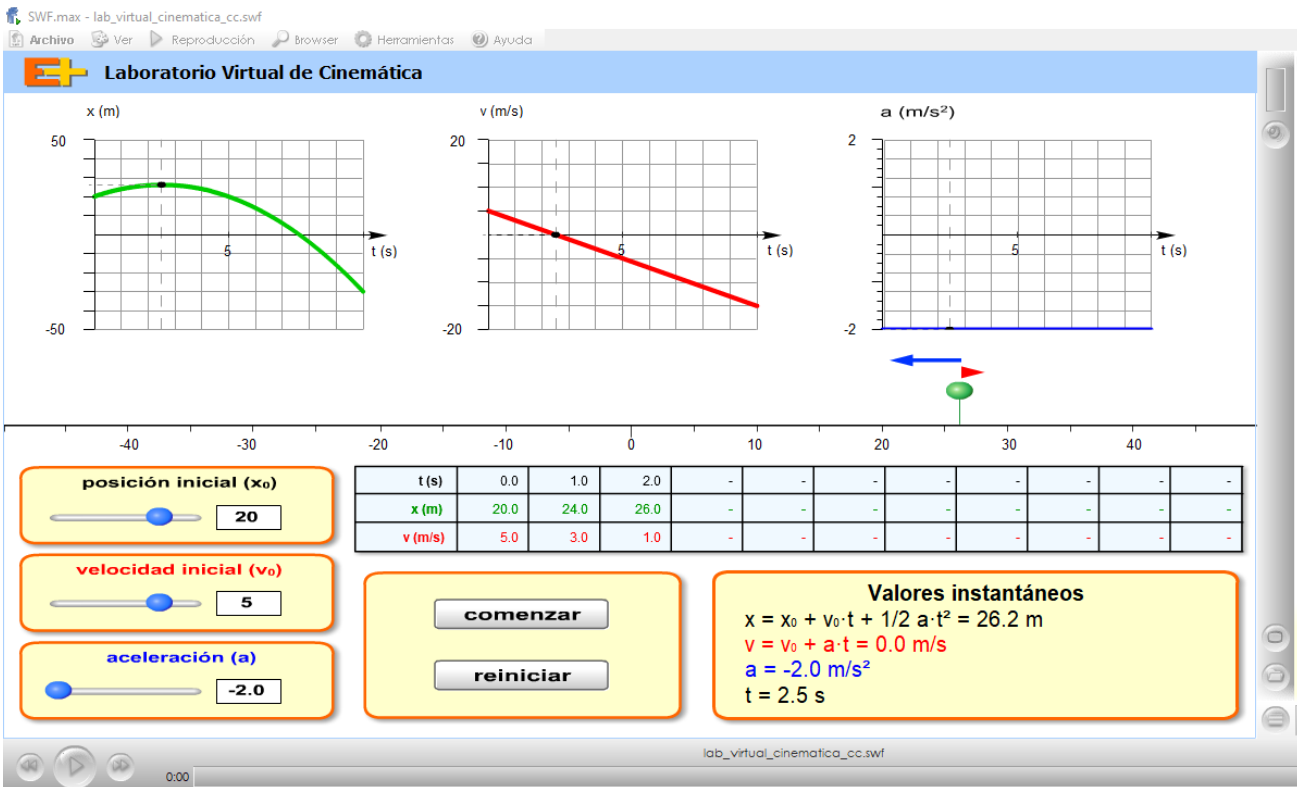 SWF.max - lab_virtual_cinematica_cc.swf
Archivo Ver Reproducción Browser Herramientas Ayuda
E+ Laboratorio Virtual de Cinemática
x (m) v (m/s) a (m/s²)
50 20 2
5 t (s) 5 t (s) 5 t (s)
-50 -20 -2
-40 -30 -20 -10 0 10 20 30 40
posición inicial (x₀)
20
velocidad inicial (v₀)
5
aceleración (a)
-2.0
t (s) 0.0 1.0 2.0 - - - - - - -
x (m) 20.0 24.0 26.0 - - - - - - -
v (m/s) 5.0 3.0 1.0 - - - - - - -
comenzar
reiniciar
Valores instantáneos
x = x₀ + v₀·t + 1/2 a·t² = 26.2 m
v = v₀ + a·t = 0.0 m/s
a = -2.0 m/s²
t = 2.5 s
lab_virtual_cinematica_cc.swf
0:00